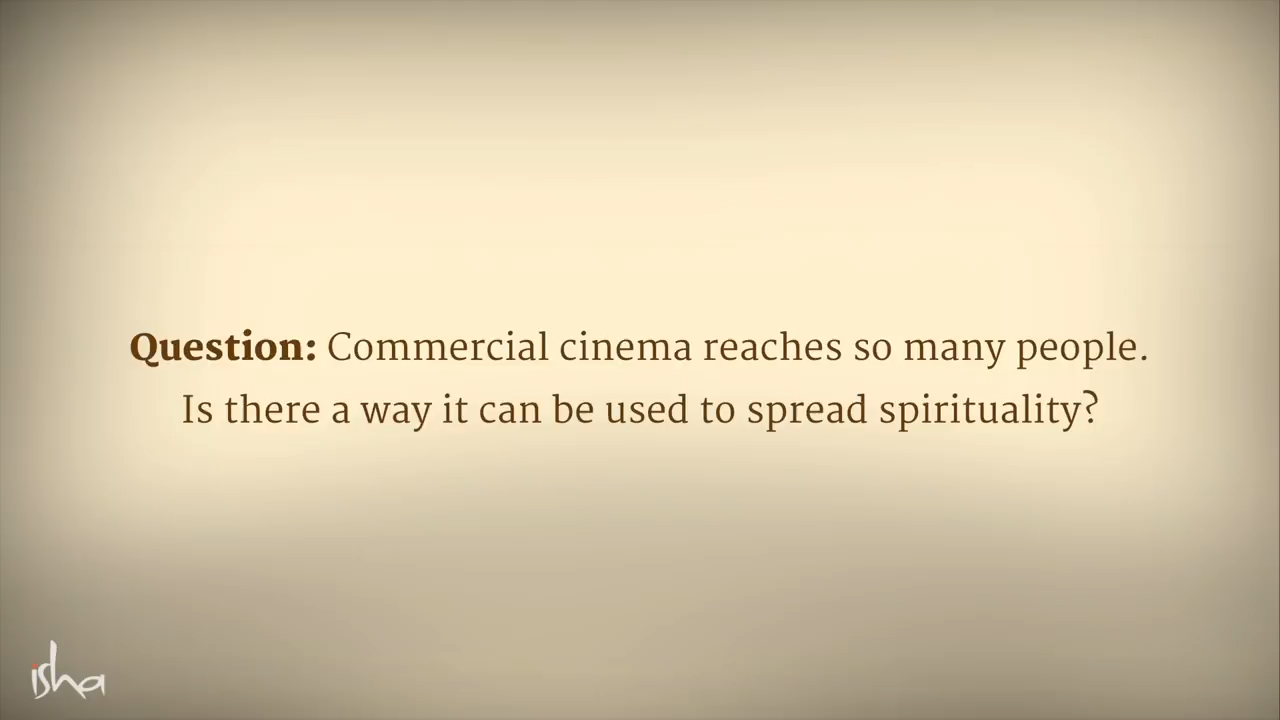 Question: Commercial cinema reaches so many people.
Is there a way it can be used to spread spirituality?
isha